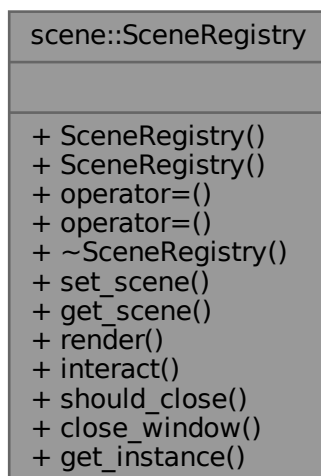 scene::SceneRegistry
+ SceneRegistry()
+ SceneRegistry()
+ operator=()
+ operator=()
+ ~SceneRegistry()
+ set_scene()
+ get_scene()
+ render()
+ interact()
+ should_close()
+ close_window()
+ get_instance()